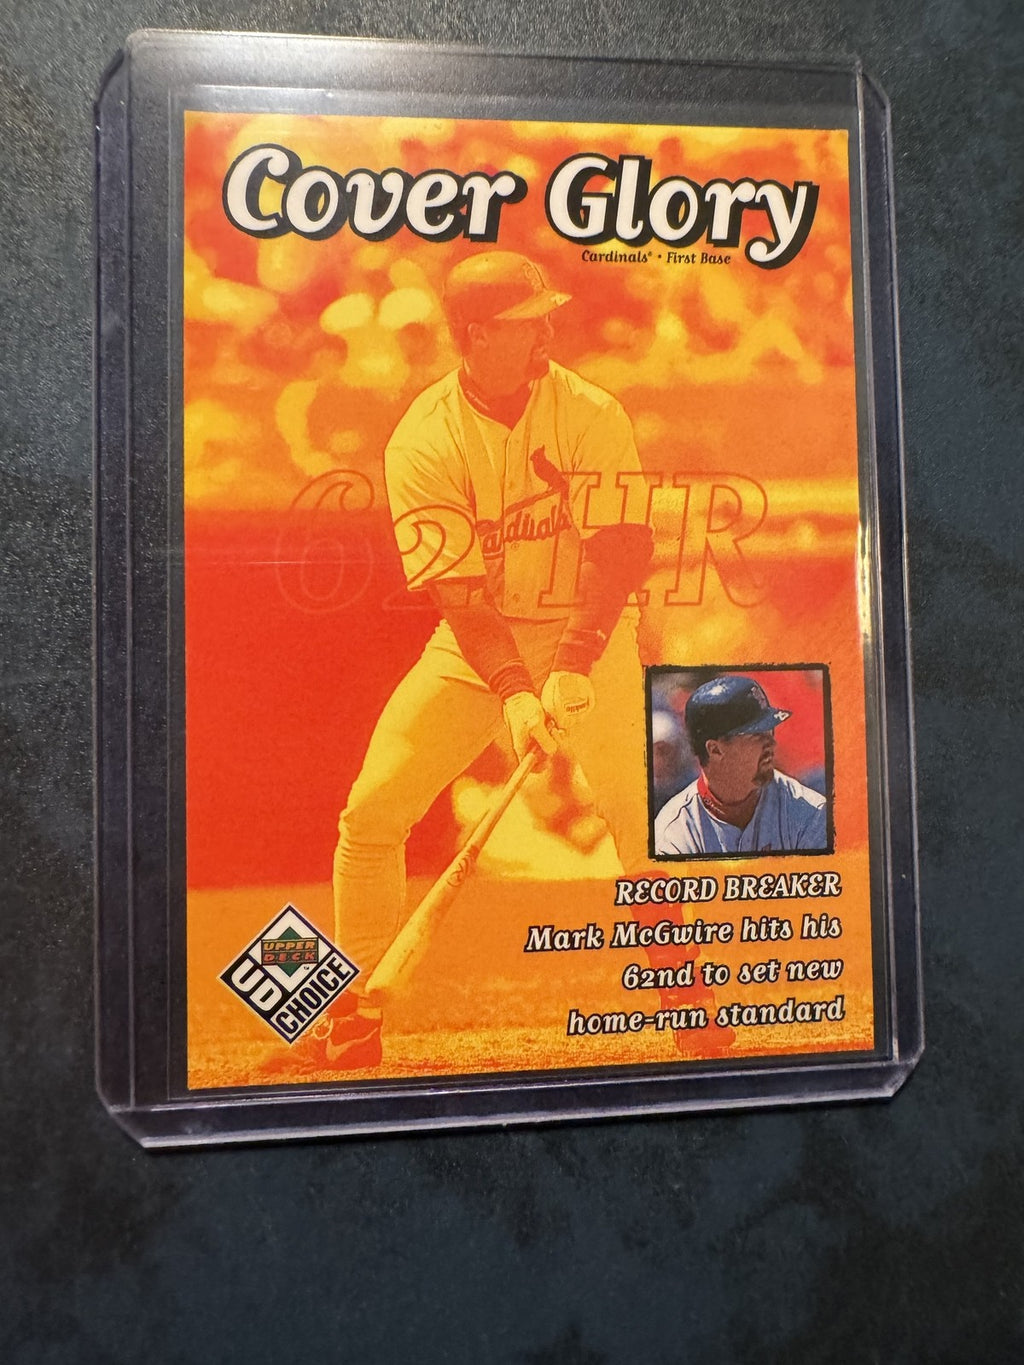 Cover Glory
Cardinals® • First Base
62 HR
Cardinals
RECORD BREAKER
Mark McGwire hits his
62nd to set new
home-run standard
UPPER
DECK
UD
CHOICE